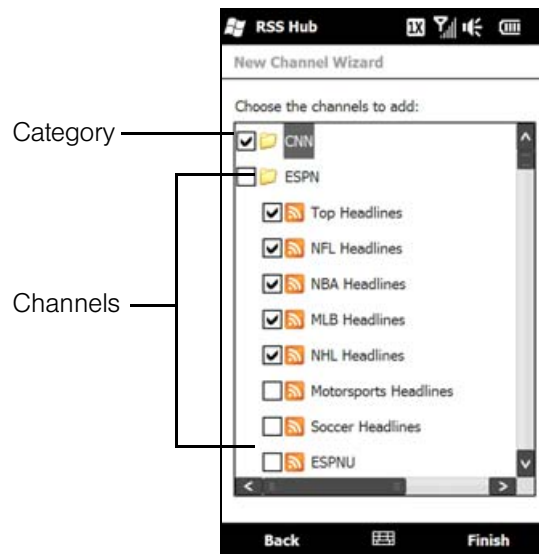 RSS Hub 1X
New Channel Wizard
Choose the channels to add:
Category
CNN
ESPN
Top Headlines
NFL Headlines
NBA Headlines
Channels
MLB Headlines
NHL Headlines
Motorsports Headlines
Soccer Headlines
ESPNU
Back Finish